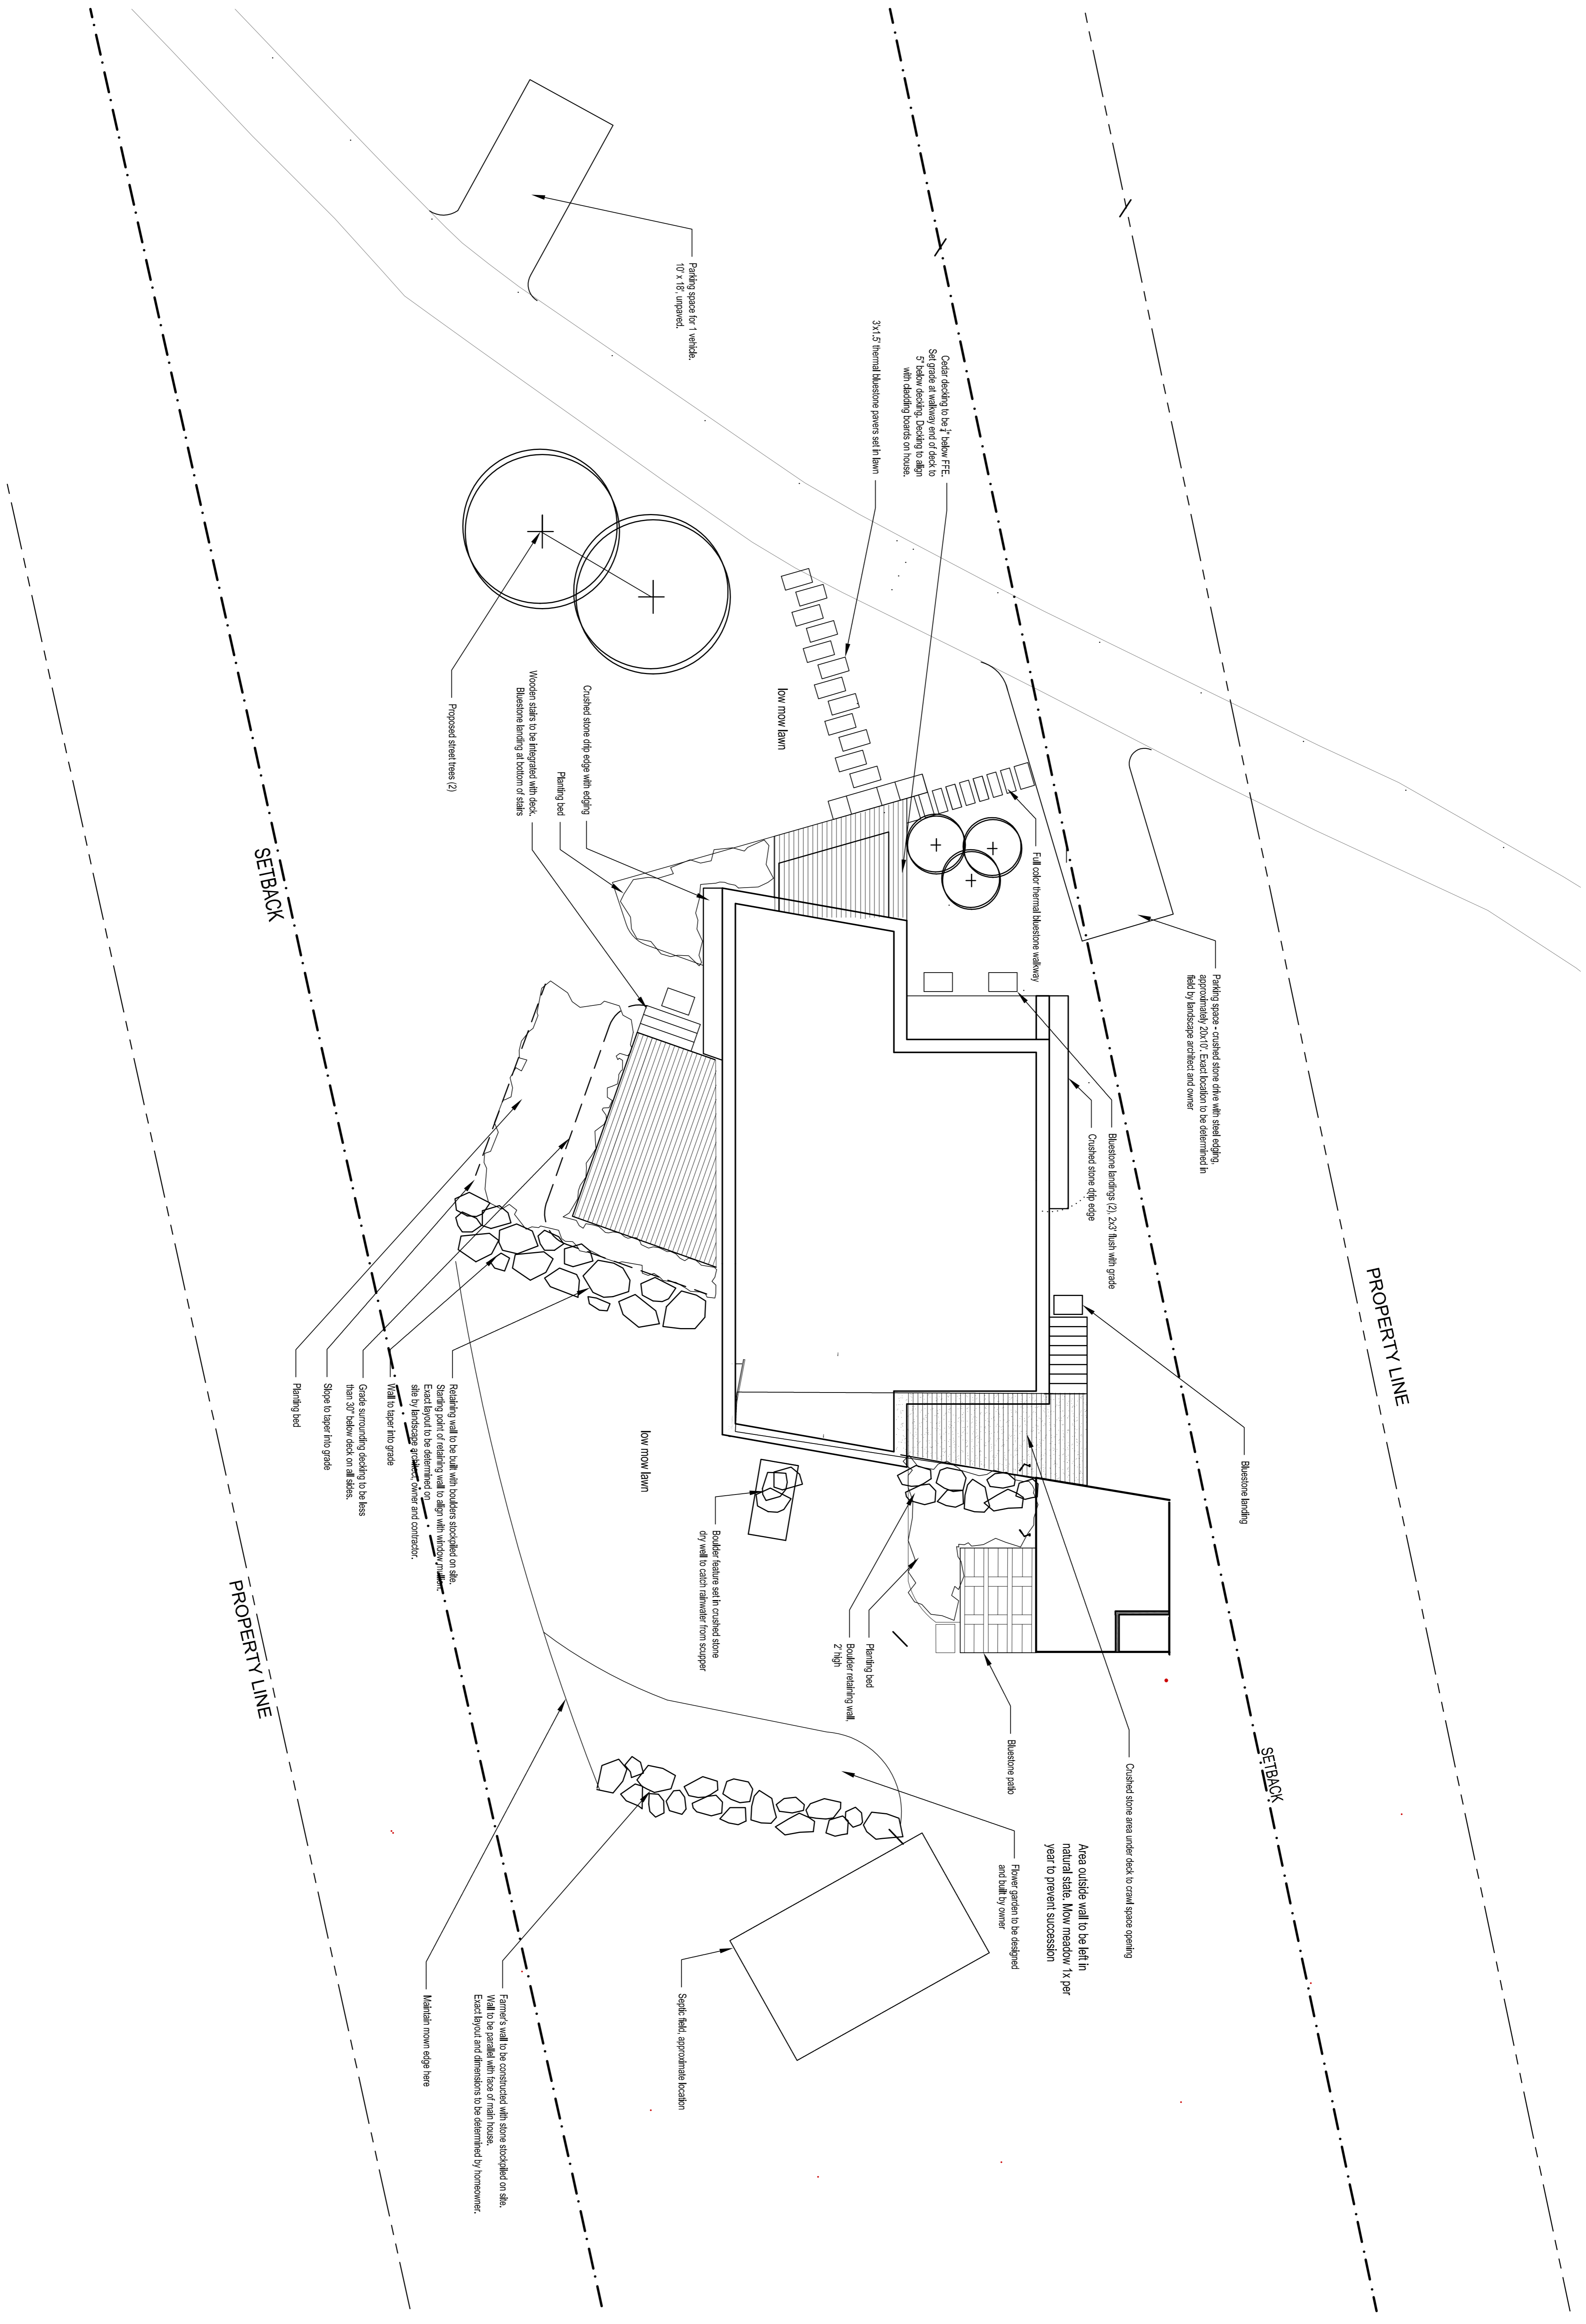 Parking space for 1 vehicle.
10' x 18', unpaved.
Cedar decking to be ¼" below FFE.
Set grade at walkway end of deck to
5" below decking. Decking to align
with cladding boards on house.
3'x1.5' thermal bluestone pavers set in lawn
Parking space - crushed stone drive with steel edging,
approximately 20x10'. Exact location to be determined in
field by landscape architect and owner
Full color thermal bluestone walkway
Bluestone landings (2), 2x3' flush with grade
Crushed stone drip edge
low mow lawn
Crushed stone drip edge with edging
Planting bed
Wooden stairs to be integrated with deck.
Bluestone landing at bottom of stairs
Proposed street trees (2)
SETBACK
PROPERTY LINE
Bluestone landing
Crushed stone area under deck to crawl space opening
Bluestone patio
Planting bed
Boulder retaining wall,
2' high
Boulder feature set in crushed stone
dry well to catch rainwater from scupper
low mow lawn
Retaining wall to be built with boulders stockpiled on site.
Starting point of retaining wall to align with window mullion.
Exact layout to be determined on
site by landscape architect, owner and contractor.
Wall to taper into grade
Grade surrounding decking to be less
than 30" below deck on all sides.
Slope to taper into grade
Planting bed
PROPERTY LINE
SETBACK
Area outside wall to be left in
natural state. Mow meadow 1x per
year to prevent succession
Flower garden to be designed
and built by owner
Septic field, approximate location
Farmer's wall to be constructed with stone stockpiled on site.
Wall to be parallel with face of main house.
Exact layout and dimensions to be determined by homeowner.
Maintain mown edge here